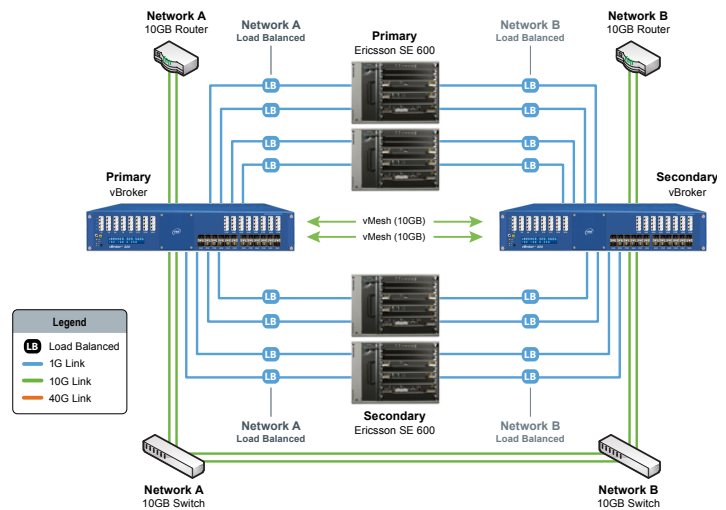 Network A
10GB Router
Network A
Load Balanced
Primary
Ericsson SE 600
Network B
Load Balanced
Network B
10GB Router
LB
LB
LB
LB
LB
LB
LB
LB
Primary
vBroker
Secondary
vBroker
vMesh (10GB)
vMesh (10GB)
LB
LB
LB
LB
LB
LB
LB
LB
Legend
LB Load Balanced
1G Link
10G Link
40G Link
Network A
Load Balanced
Secondary
Ericsson SE 600
Network B
Load Balanced
Network A
10GB Switch
Network B
10GB Switch